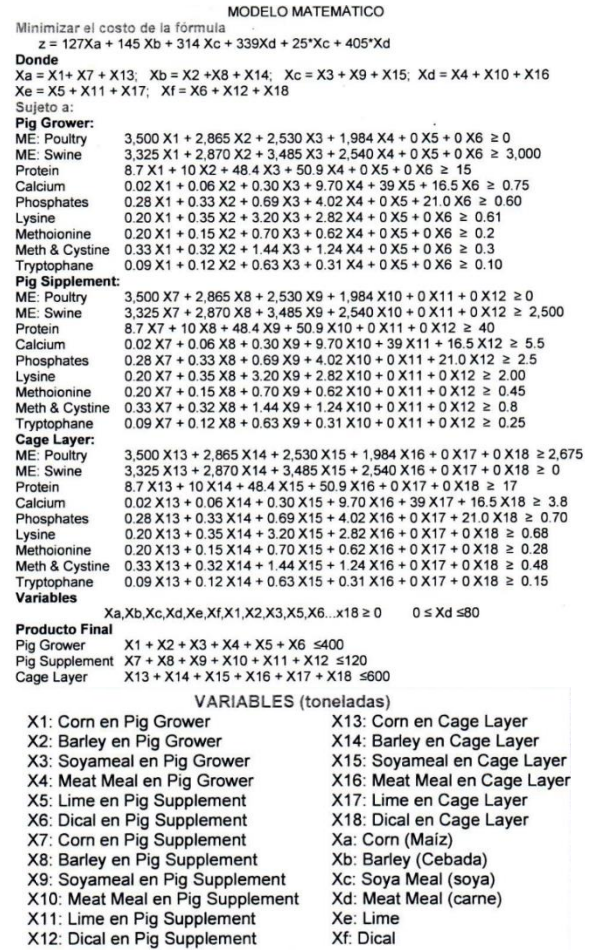 MODELO MATEMATICO
Minimizar el costo de la fórmula
z = 127Xa + 145 Xb + 314 Xc + 339Xd + 25*Xc + 405*Xd
Donde
Xa = X1+ X7 + X13; Xb = X2 +X8 + X14; Xc = X3 + X9 + X15; Xd = X4 + X10 + X16
Xe = X5 + X11 + X17; Xf = X6 + X12 + X18
Sujeto a:
Pig Grower:
ME: Poultry 3,500 X1 + 2,865 X2 + 2,530 X3 + 1,984 X4 + 0 X5 + 0 X6 ≥ 0
ME: Swine 3,325 X1 + 2,870 X2 + 3,485 X3 + 2,540 X4 + 0 X5 + 0 X6 ≥ 3,000
Protein 8.7 X1 + 10 X2 + 48.4 X3 + 50.9 X4 + 0 X5 + 0 X6 ≥ 15
Calcium 0.02 X1 + 0.06 X2 + 0.30 X3 + 9.70 X4 + 39 X5 + 16.5 X6 ≥ 0.75
Phosphates 0.28 X1 + 0.33 X2 + 0.69 X3 + 4.02 X4 + 0 X5 + 21.0 X6 ≥ 0.60
Lysine 0.20 X1 + 0.35 X2 + 3.20 X3 + 2.82 X4 + 0 X5 + 0 X6 ≥ 0.61
Methoionine 0.20 X1 + 0.15 X2 + 0.70 X3 + 0.62 X4 + 0 X5 + 0 X6 ≥ 0.2
Meth & Cystine 0.33 X1 + 0.32 X2 + 1.44 X3 + 1.24 X4 + 0 X5 + 0 X6 ≥ 0.3
Tryptophane 0.09 X1 + 0.12 X2 + 0.63 X3 + 0.31 X4 + 0 X5 + 0 X6 ≥ 0.10
Pig Sipplement:
ME: Poultry 3,500 X7 + 2,865 X8 + 2,530 X9 + 1,984 X10 + 0 X11 + 0 X12 ≥ 0
ME: Swine 3,325 X7 + 2,870 X8 + 3,485 X9 + 2,540 X10 + 0 X11 + 0 X12 ≥ 2,500
Protein 8.7 X7 + 10 X8 + 48.4 X9 + 50.9 X10 + 0 X11 + 0 X12 ≥ 40
Calcium 0.02 X7 + 0.06 X8 + 0.30 X9 + 9.70 X10 + 39 X11 + 16.5 X12 ≥ 5.5
Phosphates 0.28 X7 + 0.33 X8 + 0.69 X9 + 4.02 X10 + 0 X11 + 21.0 X12 ≥ 2.5
Lysine 0.20 X7 + 0.35 X8 + 3.20 X9 + 2.82 X10 + 0 X11 + 0 X12 ≥ 2.00
Methoionine 0.20 X7 + 0.15 X8 + 0.70 X9 + 0.62 X10 + 0 X11 + 0 X12 ≥ 0.45
Meth & Cystine 0.33 X7 + 0.32 X8 + 1.44 X9 + 1.24 X10 + 0 X11 + 0 X12 ≥ 0.8
Tryptophane 0.09 X7 + 0.12 X8 + 0.63 X9 + 0.31 X10 + 0 X11 + 0 X12 ≥ 0.25
Cage Layer:
ME: Poultry 3,500 X13 + 2,865 X14 + 2,530 X15 + 1,984 X16 + 0 X17 + 0 X18 ≥ 2,675
ME: Swine 3,325 X13 + 2,870 X14 + 3,485 X15 + 2,540 X16 + 0 X17 + 0 X18 ≥ 0
Protein 8.7 X13 + 10 X14 + 48.4 X15 + 50.9 X16 + 0 X17 + 0 X18 ≥ 17
Calcium 0.02 X13 + 0.06 X14 + 0.30 X15 + 9.70 X16 + 39 X17 + 16.5 X18 ≥ 3.8
Phosphates 0.28 X13 + 0.33 X14 + 0.69 X15 + 4.02 X16 + 0 X17 + 21.0 X18 ≥ 0.70
Lysine 0.20 X13 + 0.35 X14 + 3.20 X15 + 2.82 X16 + 0 X17 + 0 X18 ≥ 0.68
Methoionine 0.20 X13 + 0.15 X14 + 0.70 X15 + 0.62 X16 + 0 X17 + 0 X18 ≥ 0.28
Meth & Cystine 0.33 X13 + 0.32 X14 + 1.44 X15 + 1.24 X16 + 0 X17 + 0 X18 ≥ 0.48
Tryptophane 0.09 X13 + 0.12 X14 + 0.63 X15 + 0.31 X16 + 0 X17 + 0 X18 ≥ 0.15
Variables
Xa,Xb,Xc,Xd,Xe,Xf,X1,X2,X3,X5,X6...x18 ≥ 0 0 ≤ Xd ≤80
Producto Final
Pig Grower X1 + X2 + X3 + X4 + X5 + X6 ≤400
Pig Supplement X7 + X8 + X9 + X10 + X11 + X12 ≤120
Cage Layer X13 + X14 + X15 + X16 + X17 + X18 ≤600
VARIABLES (toneladas)
X1: Corn en Pig Grower
X2: Barley en Pig Grower
X3: Soyameal en Pig Grower
X4: Meat Meal en Pig Grower
X5: Lime en Pig Supplement
X6: Dical en Pig Supplement
X7: Corn en Pig Supplement
X8: Barley en Pig Supplement
X9: Soyameal en Pig Supplement
X10: Meat Meal en Pig Supplement
X11: Lime en Pig Supplement
X12: Dical en Pig Supplement
X13: Corn en Cage Layer
X14: Barley en Cage Layer
X15: Soyameal en Cage Layer
X16: Meat Meal en Cage Layer
X17: Lime en Cage Layer
X18: Dical en Cage Layer
Xa: Corn (Maíz)
Xb: Barley (Cebada)
Xc: Soya Meal (soya)
Xd: Meat Meal (carne)
Xe: Lime
Xf: Dical